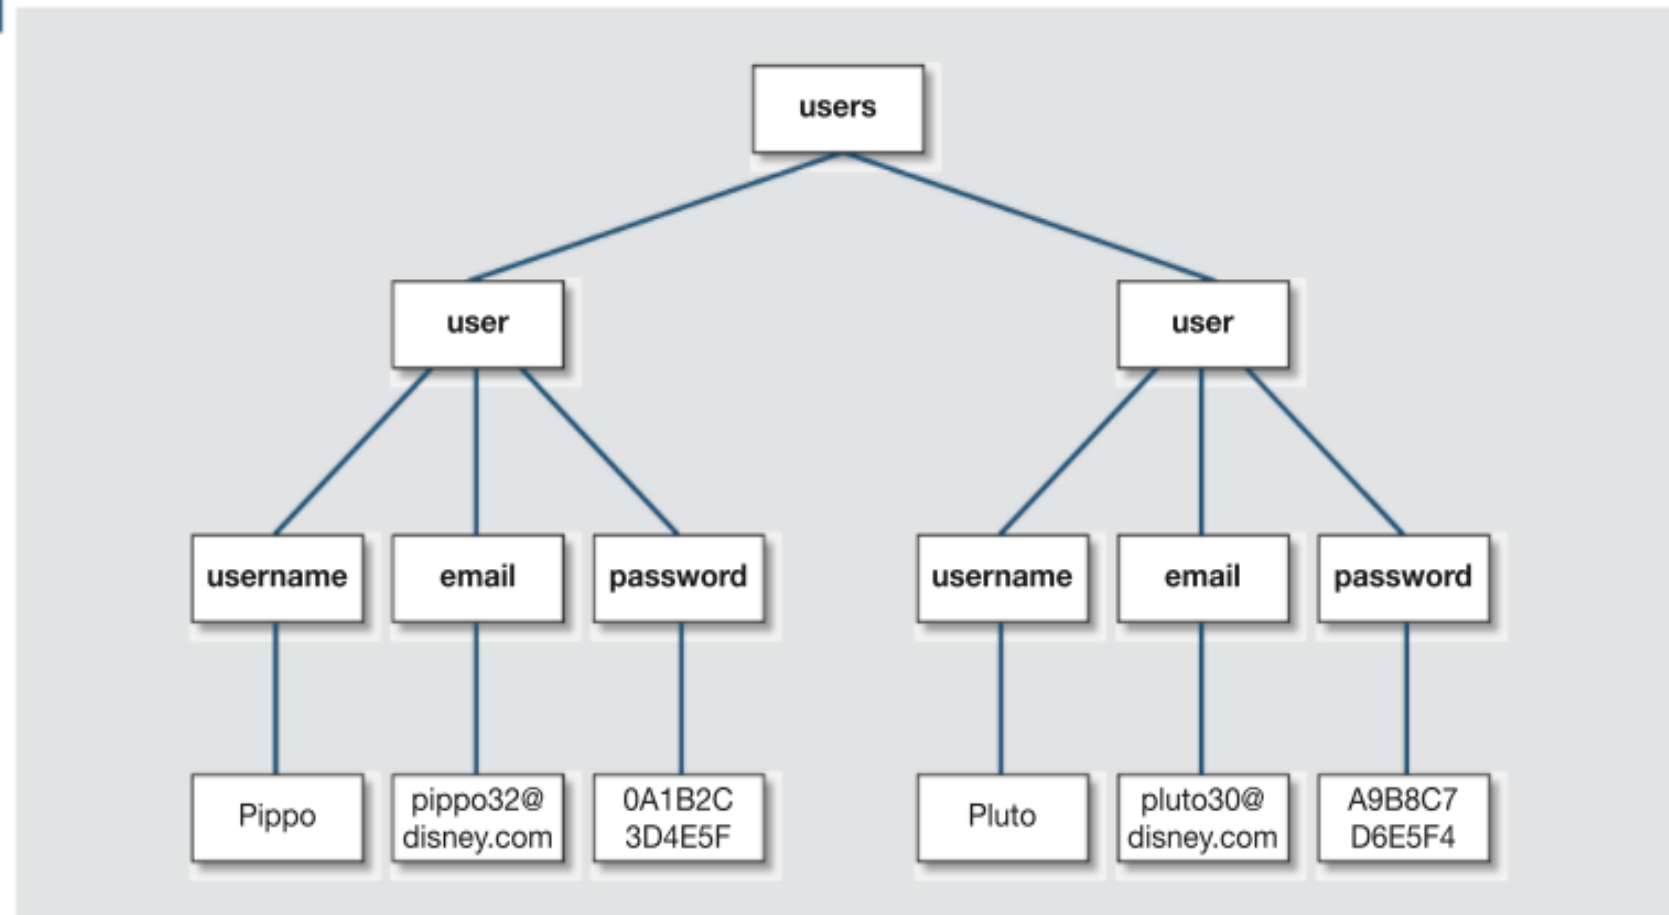 users
user
user
username
email
password
username
email
password
Pippo
pippo32@
disney.com
0A1B2C
3D4E5F
Pluto
pluto30@
disney.com
A9B8C7
D6E5F4